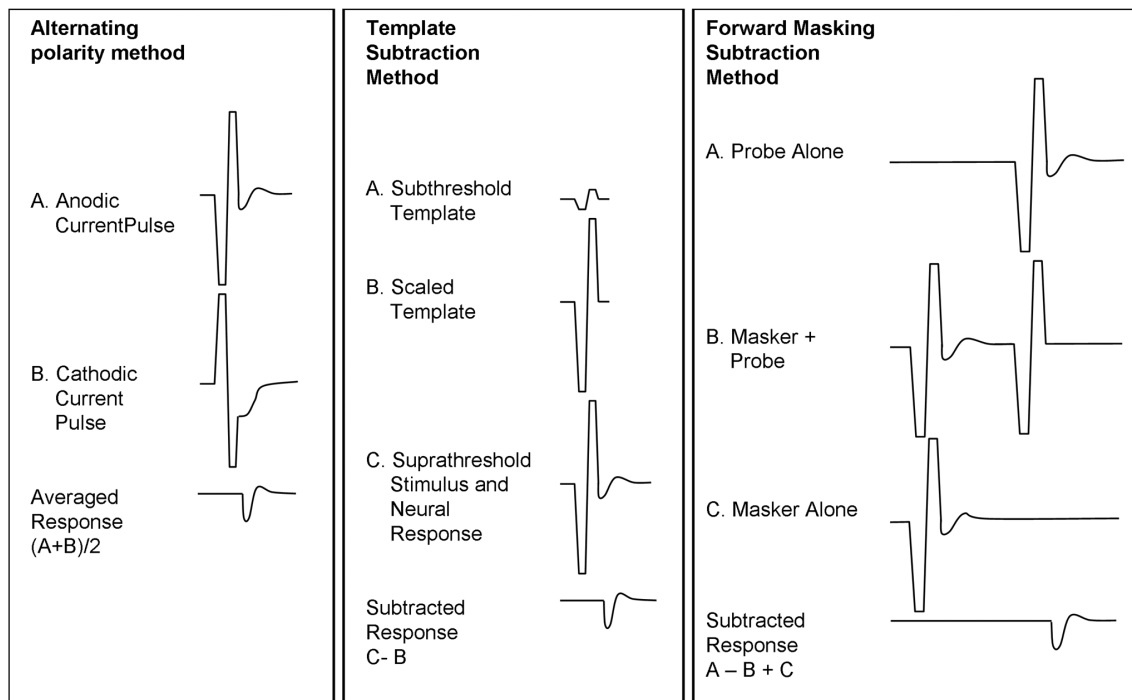 Alternating
polarity method
A. Anodic
CurrentPulse
B. Cathodic
Current
Pulse
Averaged
Response
(A+B)/2
Template
Subtraction
Method
A. Subthreshold
Template
B. Scaled
Template
C. Suprathreshold
Stimulus and
Neural
Response
Subtracted
Response
C- B
Forward Masking
Subtraction
Method
A. Probe Alone
B. Masker +
Probe
C. Masker Alone
Subtracted
Response
A – B + C